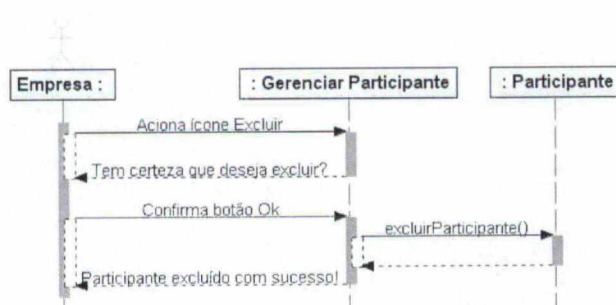 Empresa :
: Gerenciar Participante
: Participante
Aciona ícone Excluir
Tem certeza que deseja excluir?
Confirma botão Ok
excluirParticipante()
Participante excluído com sucesso!